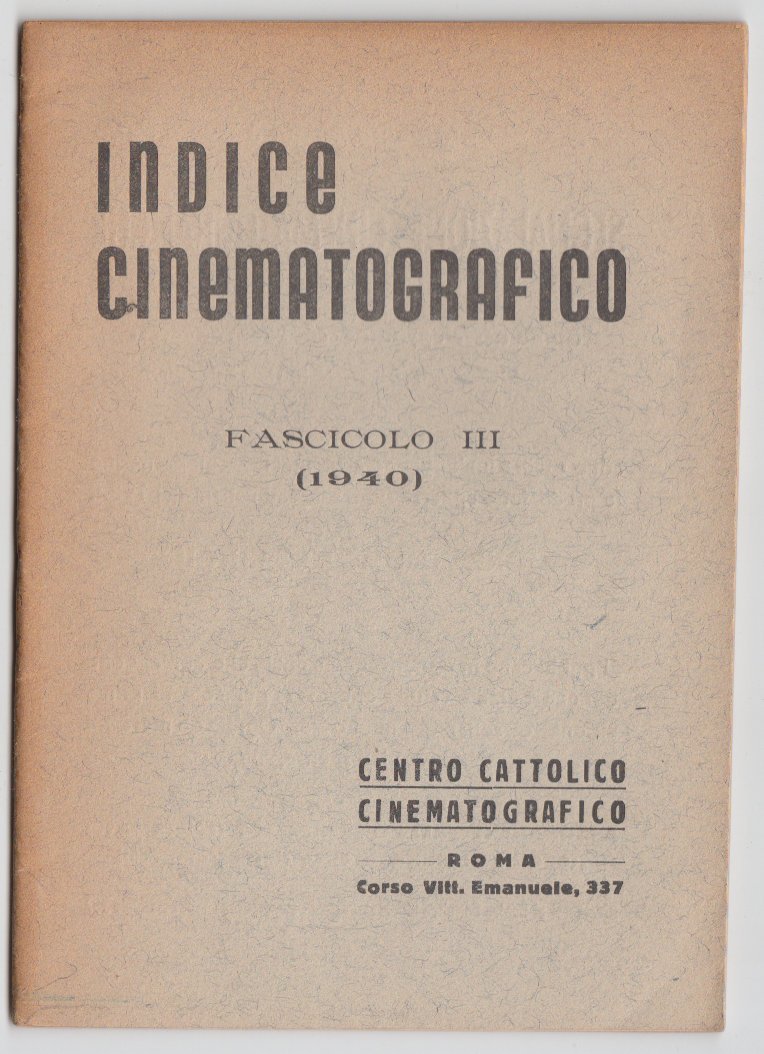 INDICE
CINEMATOGRAFICO
FASCICOLO III
(1940)
CENTRO CATTOLICO
CINEMATOGRAFICO
ROMA
Corso Vitt. Emanuele, 337